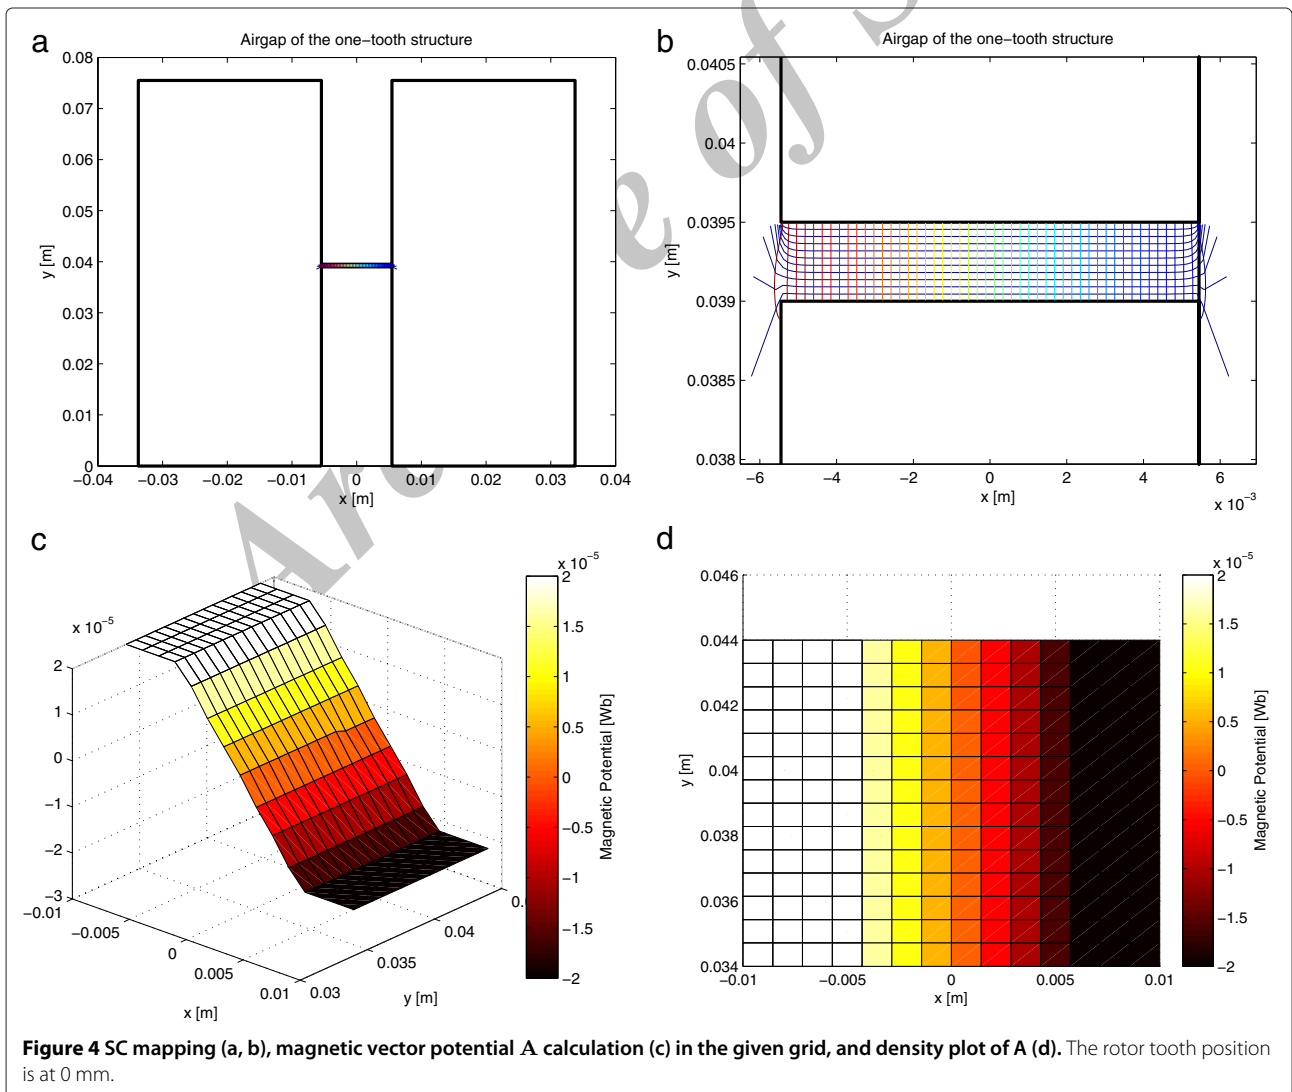 a
Airgap of the one−tooth structure
0.08
0.07
0.06
0.05
0.04
0.03
0.02
0.01
0
y [m]
−0.04 −0.03 −0.02 −0.01 0 0.01 0.02 0.03 0.04
x [m]
b
Airgap of the one−tooth structure
0.0405
0.04
0.0395
0.039
0.0385
0.038
y [m]
−6 −4 −2 0 2 4 6
x [m]
x 10⁻³
c
x 10⁻⁵
2
1
0
−1
−2
−3
−0.01
−0.005
0
0.005
0.01
x [m]
0.03
0.035
0.04
y [m]
x 10⁻⁵
2
1.5
1
0.5
0
−0.5
−1
−1.5
−2
Magnetic Potential [Wb]
d
0.046
0.044
0.042
0.04
0.038
0.036
0.034
y [m]
−0.01 −0.005 0 0.005 0.01
x [m]
x 10⁻⁵
2
1.5
1
0.5
0
−0.5
−1
−1.5
−2
Magnetic Potential [Wb]
Figure 4 SC mapping (a, b), magnetic vector potential A calculation (c) in the given grid, and density plot of A (d). The rotor tooth position
is at 0 mm.